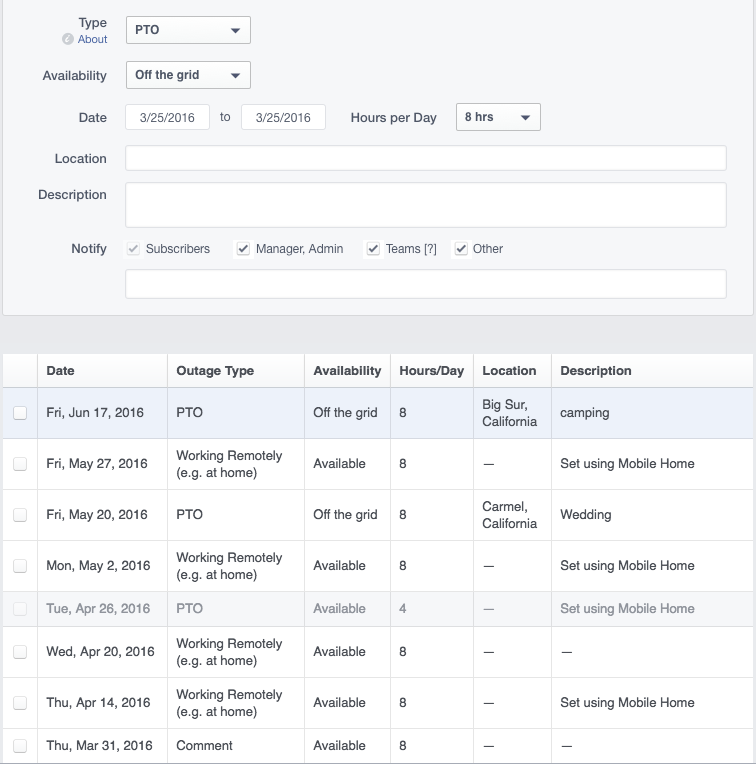 Type
About
PTO
Availability
Off the grid
Date
3/25/2016
to
3/25/2016
Hours per Day
8 hrs
Location
Description
Notify
Subscribers
Manager, Admin
Teams [?]
Other
Date Outage Type Availability Hours/Day Location Description
Fri, Jun 17, 2016 PTO Off the grid 8 Big Sur, camping
California
Fri, May 27, 2016 Working Remotely Available 8 — Set using Mobile Home
(e.g. at home)
Fri, May 20, 2016 PTO Off the grid 8 Carmel, Wedding
California
Mon, May 2, 2016 Working Remotely Available 8 — Set using Mobile Home
(e.g. at home)
Tue, Apr 26, 2016 PTO Available 4 — Set using Mobile Home
Wed, Apr 20, 2016 Working Remotely Available 8 — —
(e.g. at home)
Thu, Apr 14, 2016 Working Remotely Available 8 — Set using Mobile Home
(e.g. at home)
Thu, Mar 31, 2016 Comment Available 8 — —